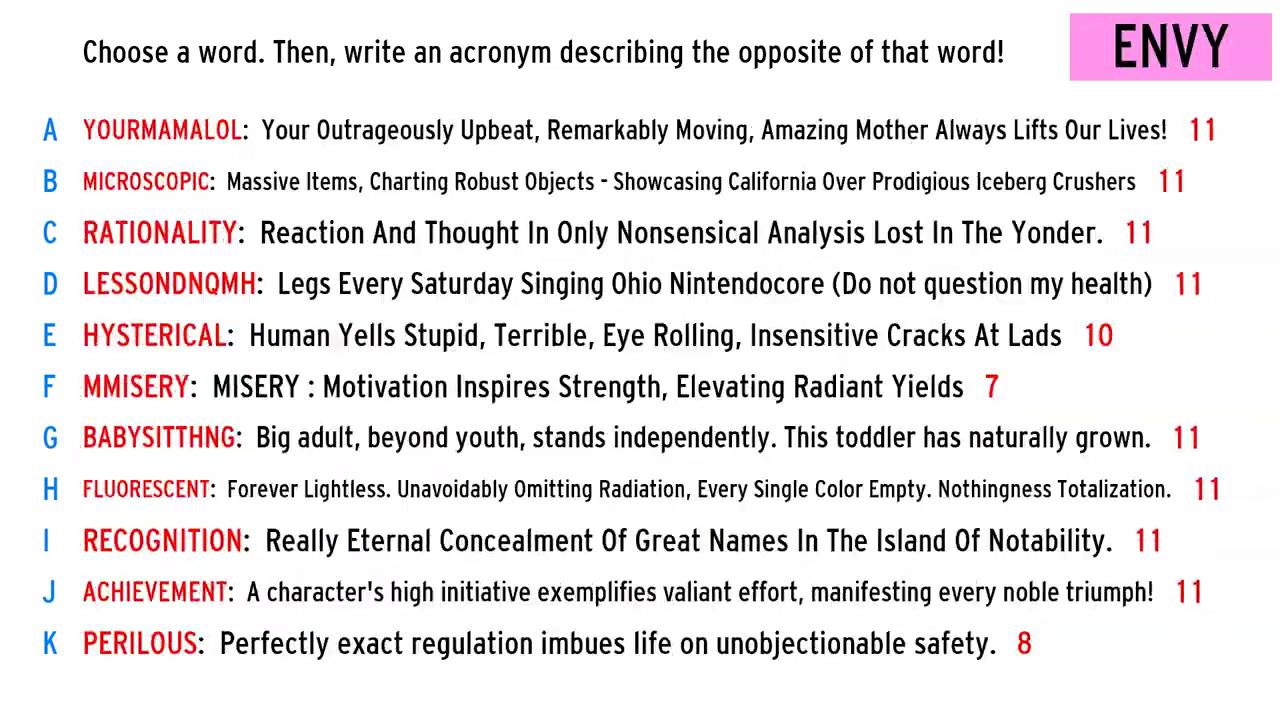 Choose a word. Then, write an acronym describing the opposite of that word!
ENVY
A YOURMAMALOL: Your Outrageously Upbeat, Remarkably Moving, Amazing Mother Always Lifts Our Lives! 11
B MICROSCOPIC: Massive Items, Charting Robust Objects - Showcasing California Over Prodigious Iceberg Crushers 11
C RATIONALITY: Reaction And Thought In Only Nonsensical Analysis Lost In The Yonder. 11
D LESSONDNQMH: Legs Every Saturday Singing Ohio Nintendocore (Do not question my health) 11
E HYSTERICAL: Human Yells Stupid, Terrible, Eye Rolling, Insensitive Cracks At Lads 10
F MMISERY: MISERY : Motivation Inspires Strength, Elevating Radiant Yields 7
G BABYSITTHNG: Big adult, beyond youth, stands independently. This toddler has naturally grown. 11
H FLUORESCENT: Forever Lightless. Unavoidably Omitting Radiation, Every Single Color Empty. Nothingness Totalization. 11
I RECOGNITION: Really Eternal Concealment Of Great Names In The Island Of Notability. 11
J ACHIEVEMENT: A character's high initiative exemplifies valiant effort, manifesting every noble triumph! 11
K PERILOUS: Perfectly exact regulation imbues life on unobjectionable safety. 8